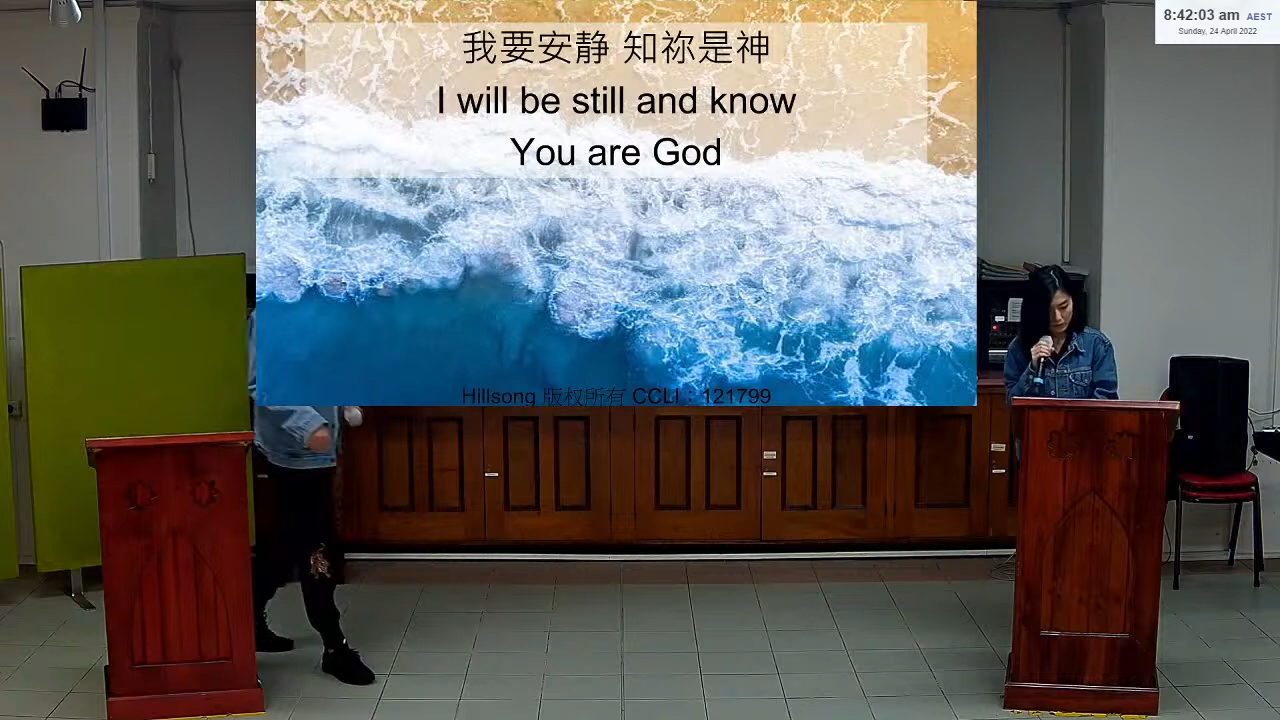 8:42:03 am AEST
Sunday, 24 April 2022
我要安静 知祢是神
I will be still and know
You are God
Hillsong 版权所有 CCLI：121799